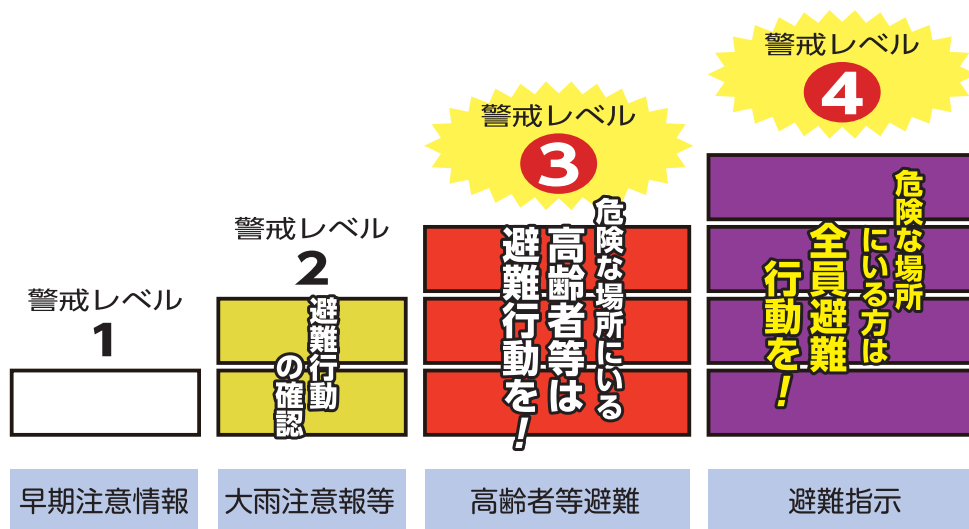 警戒レベル
1
早期注意情報
警戒レベル
2
避難行動
の確認
大雨注意報等
警戒レベル
3
危険な場所にいる
高齢者等は
避難行動を!
高齢者等避難
警戒レベル
4
危険な場所
にいる方は
全員避難
行動を!
避難指示